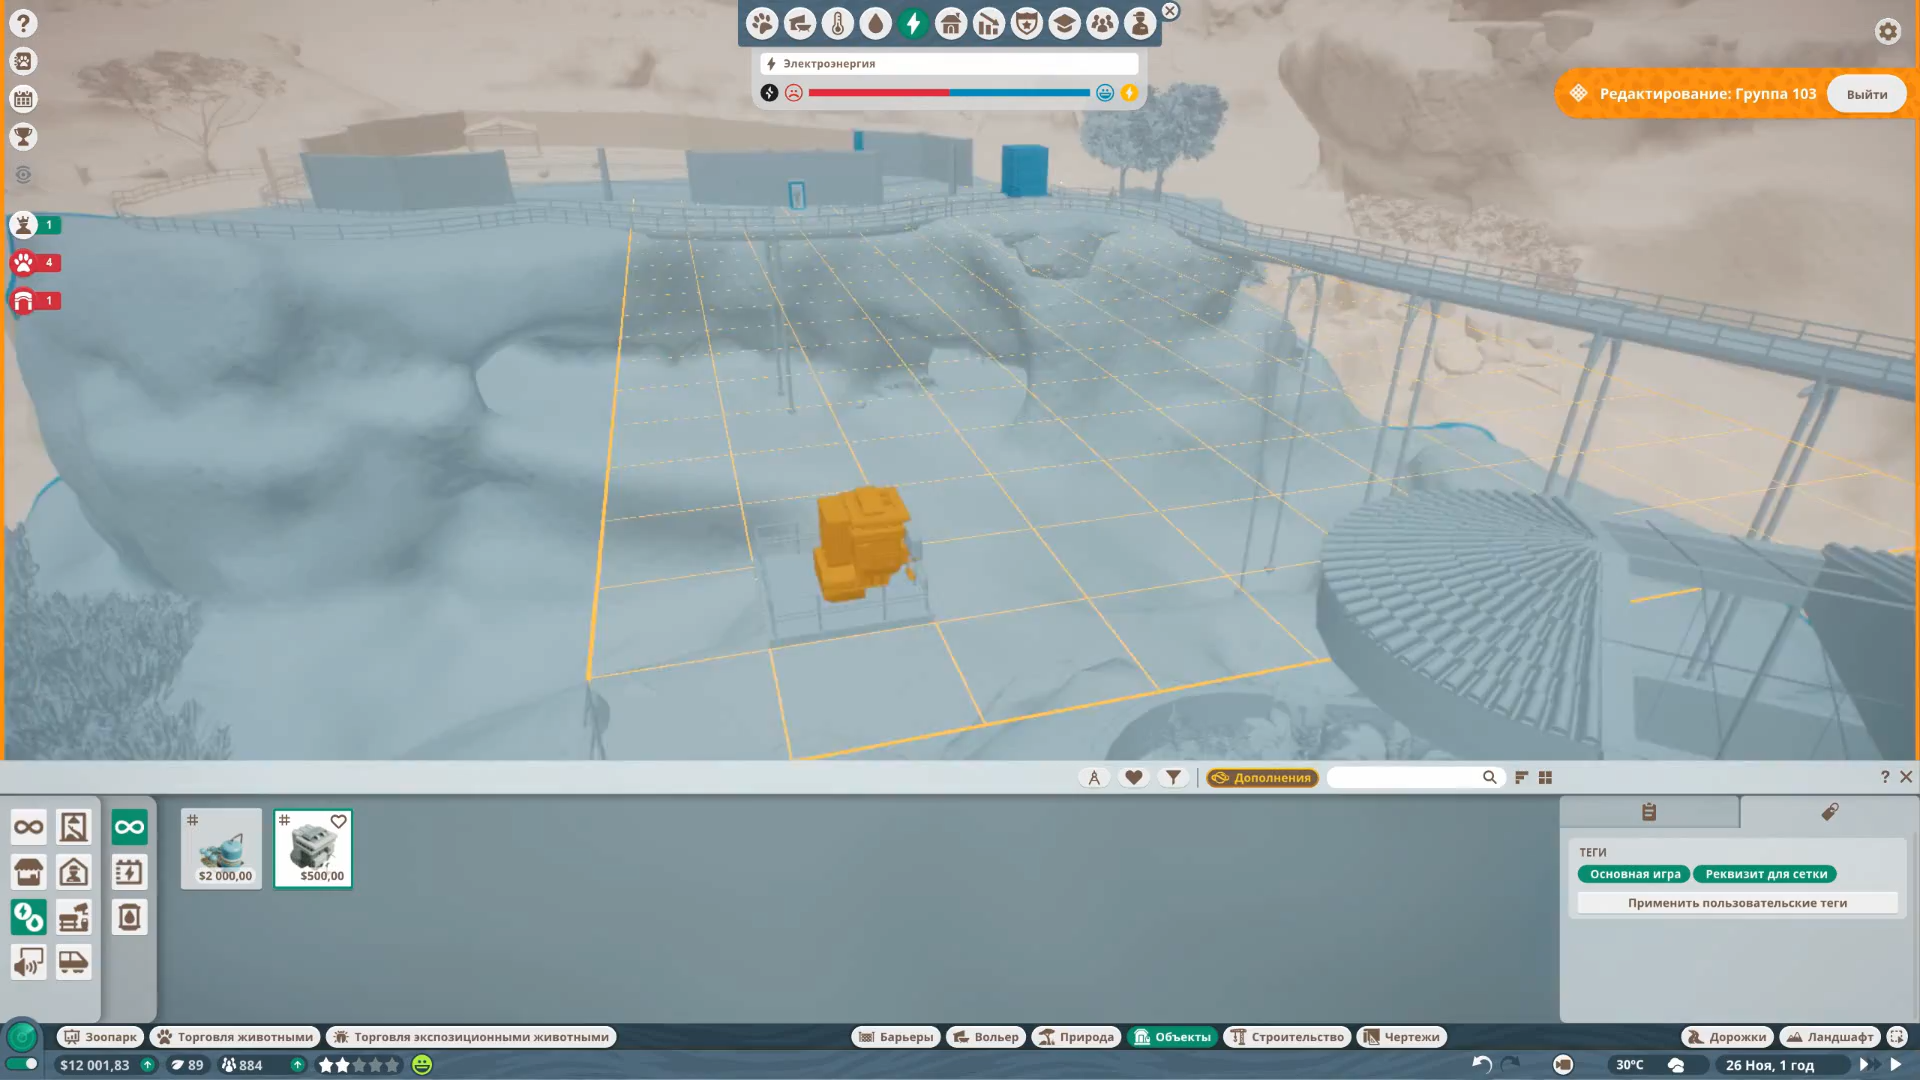 Электроэнергия
Редактирование: Группа 103
Выйти
1
4
1
Дополнения
?
$2 000,00
$500,00
ТЕГИ
Основная игра
Реквизит для сетки
Применить пользовательские теги
Зоопарк
Торговля животными
Торговля экспозиционными животными
Барьеры
Вольер
Природа
Объекты
Строительство
Чертежи
Дорожки
Ландшафт
$12 001,83
89
884
30°C
26 Ноя, 1 год